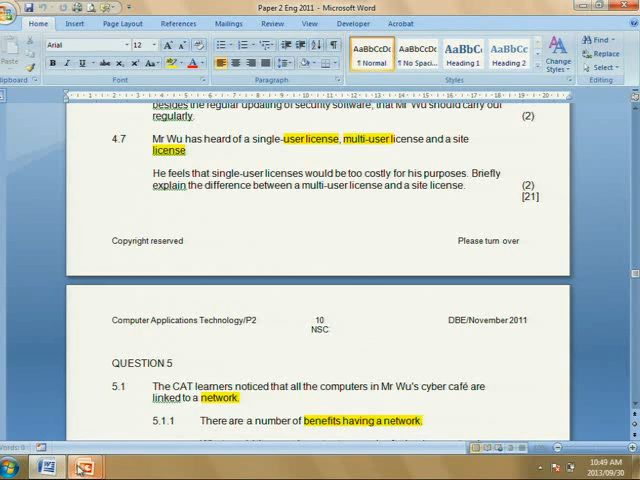 Paper 2 Eng 2011 - Microsoft Word
Home Insert Page Layout References Mailings Review View Developer Acrobat
Paste
Arial 12
AaBbCcDc AaBbCcDc AaBbC AaBbCc
¶ Normal ¶ No Spaci... Heading 1 Heading 2
Change Styles
Find
Replace
Select
Clipboard Font Paragraph Styles Editing
besides the regular updating of security software, that Mr Wu should carry out
regularly. (2)
4.7 Mr Wu has heard of a single-user license, multi-user license and a site
license
He feels that single-user licenses would be too costly for his purposes. Briefly
explain the difference between a multi-user license and a site license. (2)
[21]
Copyright reserved Please turn over
Computer Applications Technology/P2 10 DBE/November 2011
NSC
QUESTION 5
5.1 The CAT learners noticed that all the computers in Mr Wu's cyber café are
linked to a network.
5.1.1 There are a number of benefits having a network.
Words: 0
10:49 AM
2013/09/30